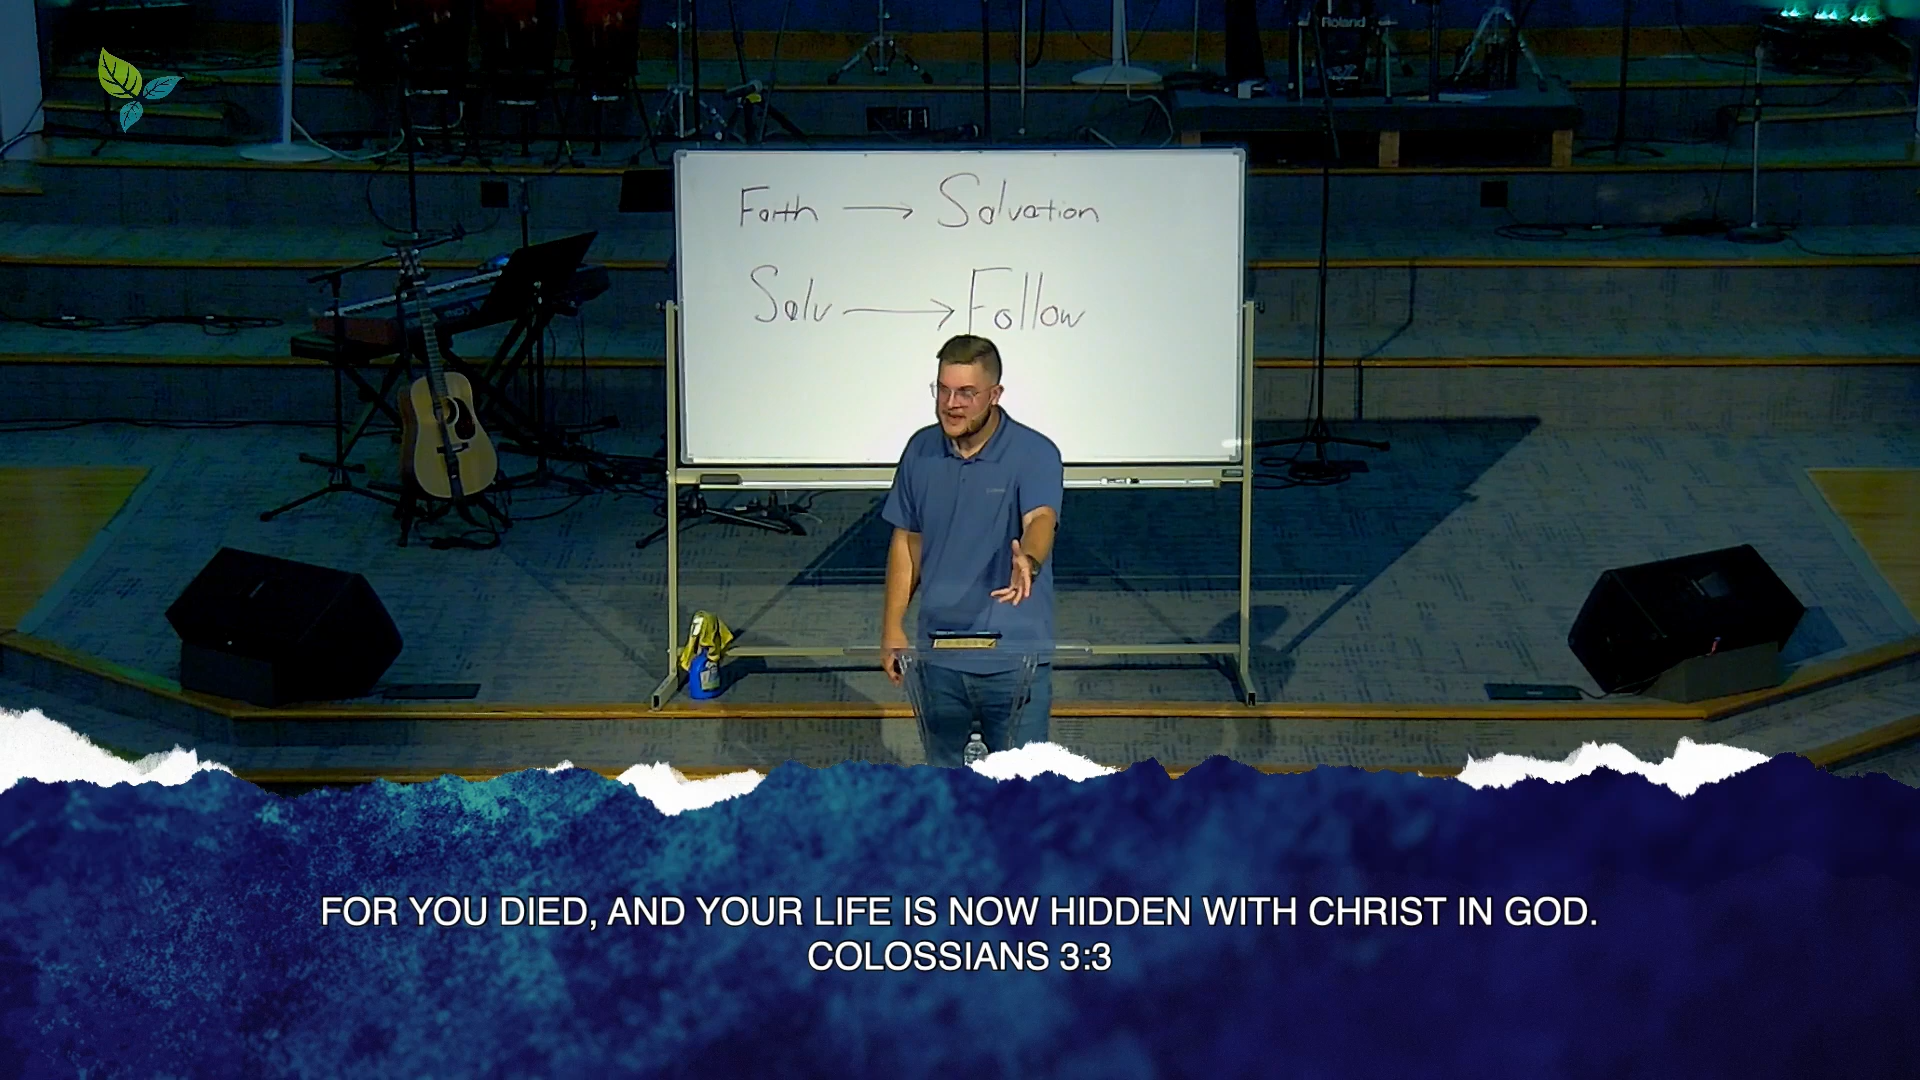 Roland
Faith → Salvation
Salv → Follow
FOR YOU DIED, AND YOUR LIFE IS NOW HIDDEN WITH CHRIST IN GOD.
COLOSSIANS 3:3